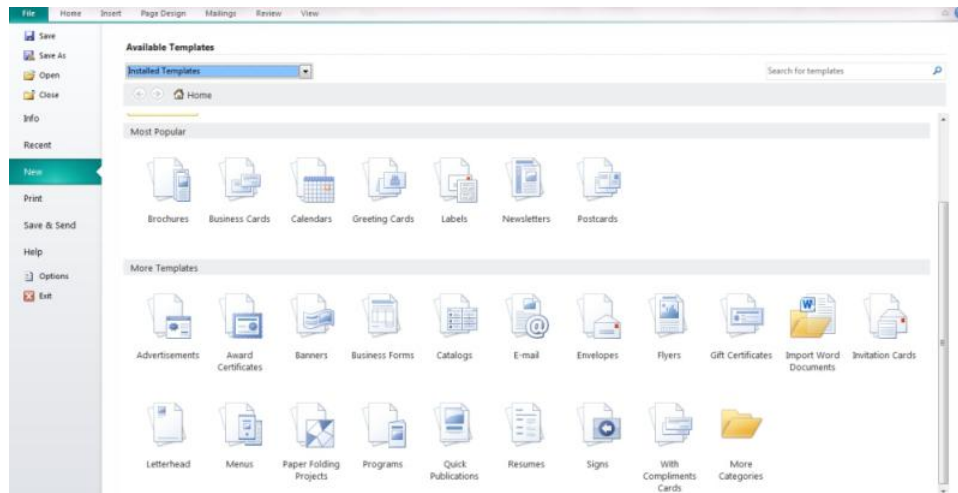 File Home Insert Page Design Mailings Review View
Save
Save As
Open
Close
Info
Recent
New
Print
Save & Send
Help
Options
Exit
Available Templates
Installed Templates
Search for templates
Home
Most Popular
Brochures Business Cards Calendars Greeting Cards Labels Newsletters Postcards
More Templates
Advertisements Award Certificates Banners Business Forms Catalogs E-mail Envelopes Flyers Gift Certificates Import Word Documents Invitation Cards
Letterhead Menus Paper Folding Projects Programs Quick Publications Resumes Signs With Compliments Cards More Categories